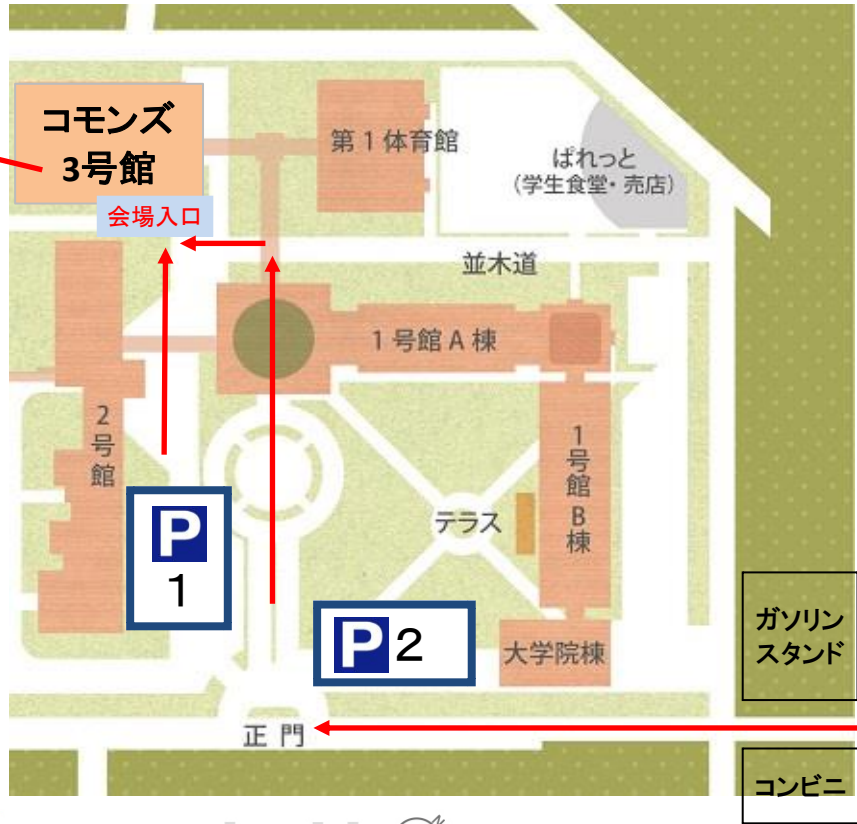 コモンズ
3号館
会場入口
第1体育館
ぱれっと
(学生食堂・売店)
並木道
1号館A棟
2号館
1号館B棟
テラス
P
1
P2
大学院棟
ガソリン
スタンド
正門
コンビニ